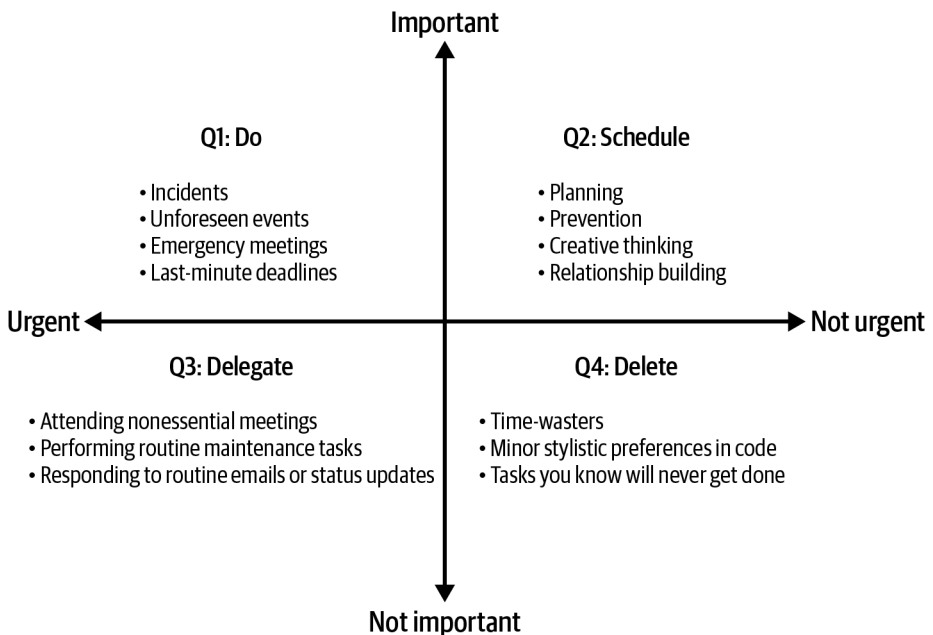 Important
Q1: Do
• Incidents
• Unforeseen events
• Emergency meetings
• Last-minute deadlines
Q2: Schedule
• Planning
• Prevention
• Creative thinking
• Relationship building
Urgent
Not urgent
Q3: Delegate
• Attending nonessential meetings
• Performing routine maintenance tasks
• Responding to routine emails or status updates
Q4: Delete
• Time-wasters
• Minor stylistic preferences in code
• Tasks you know will never get done
Not important